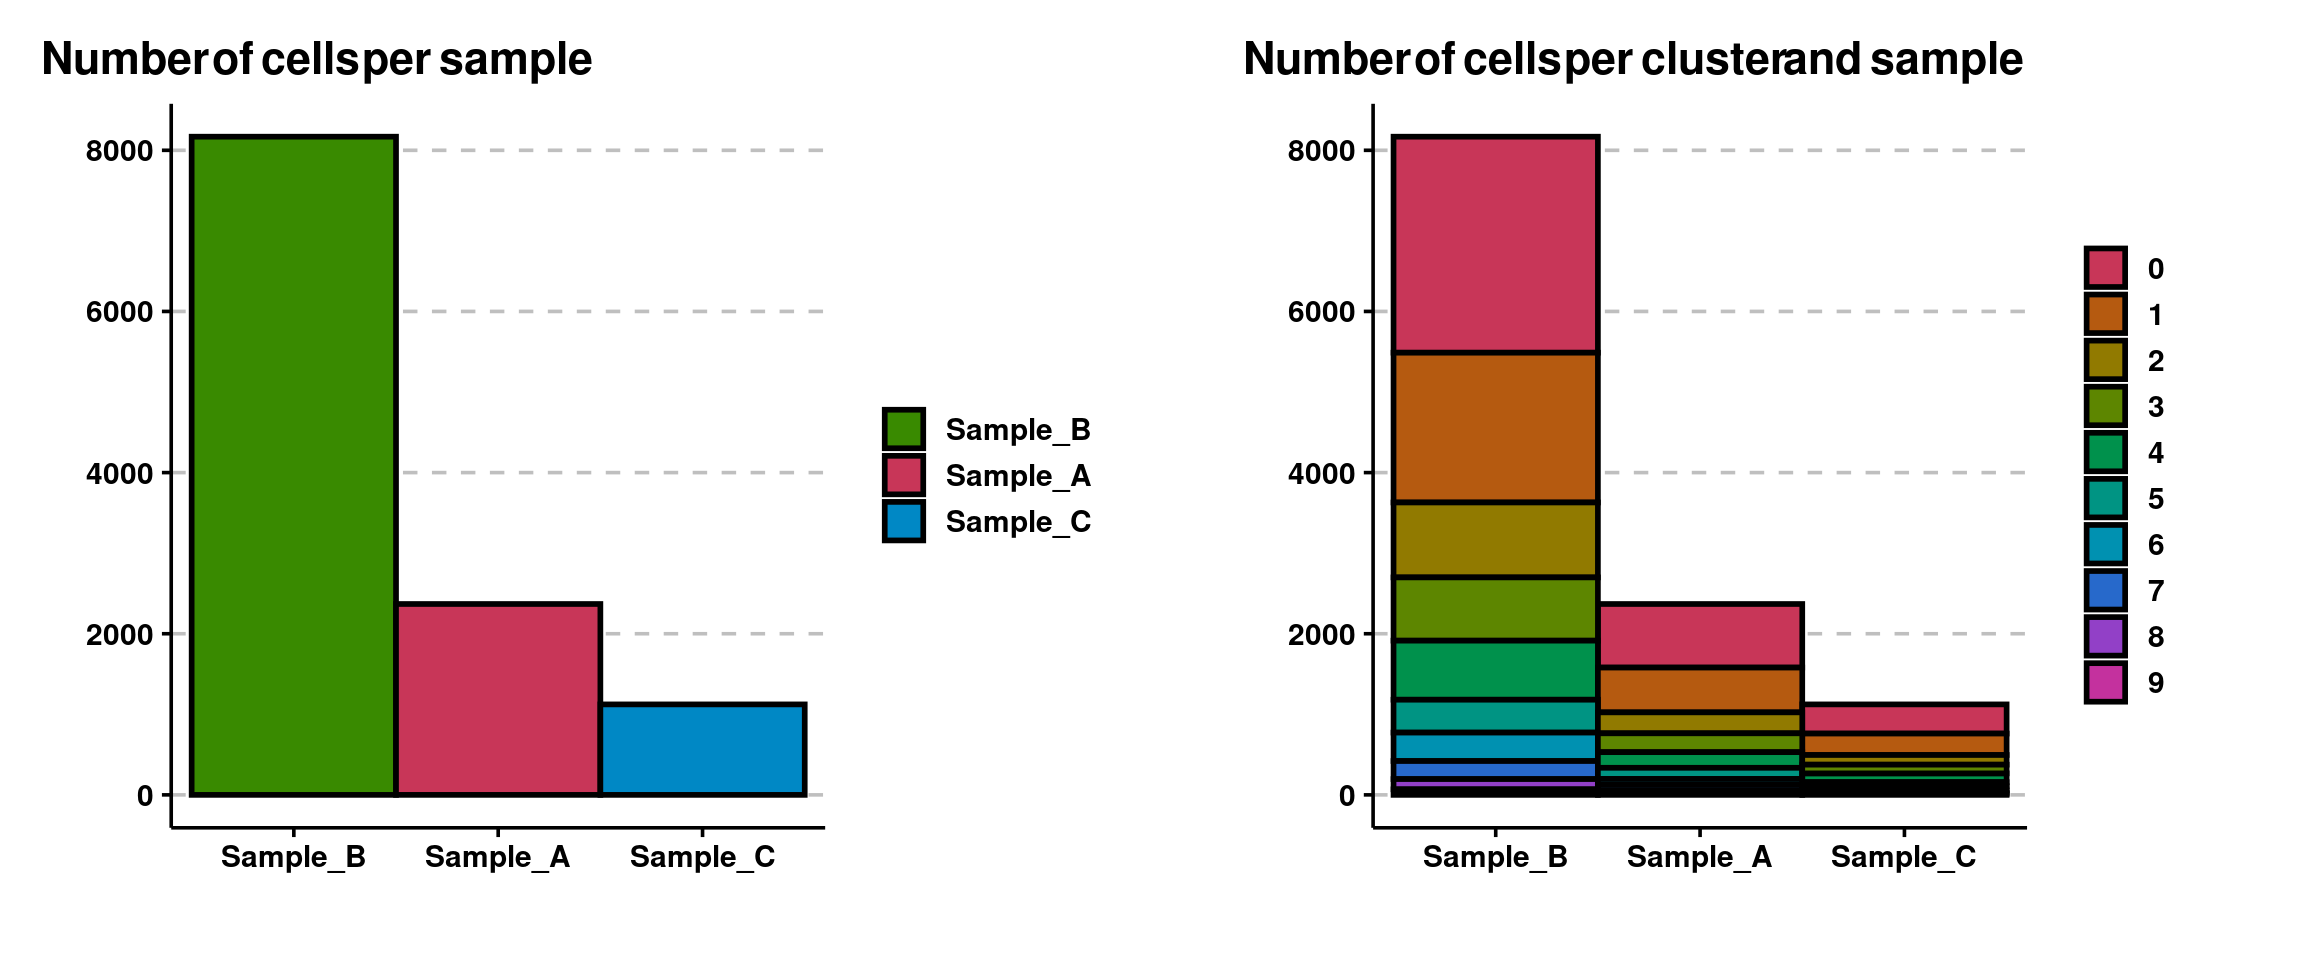 Number of cells per sample
8000
6000
4000
2000
0
Sample_B Sample_A Sample_C
Sample_B
Sample_A
Sample_C
Number of cells per cluster and sample
8000
6000
4000
2000
0
Sample_B Sample_A Sample_C
0
1
2
3
4
5
6
7
8
9